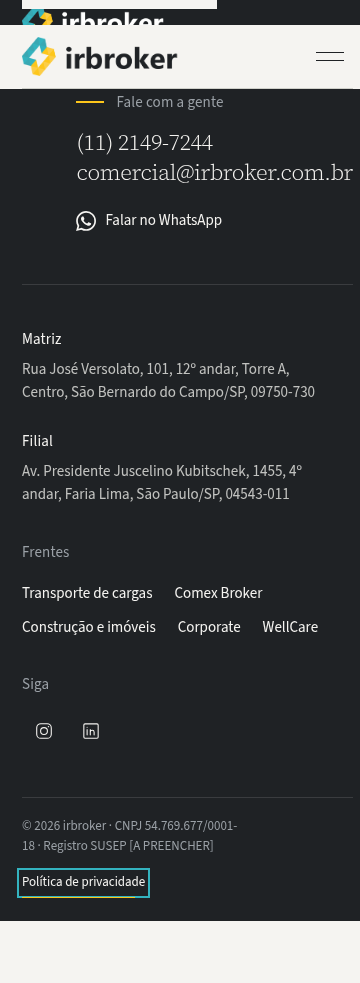 irbroker
irbroker
Fale com a gente
(11) 2149-7244
comercial@irbroker.com.br
Falar no WhatsApp
Matriz
Rua José Versolato, 101, 12º andar, Torre A,
Centro, São Bernardo do Campo/SP, 09750-730
Filial
Av. Presidente Juscelino Kubitschek, 1455, 4º
andar, Faria Lima, São Paulo/SP, 04543-011
Frentes
Transporte de cargas Comex Broker
Construção e imóveis Corporate WellCare
Siga
© 2026 irbroker · CNPJ 54.769.677/0001-
18 · Registro SUSEP [A PREENCHER]
Política de privacidade